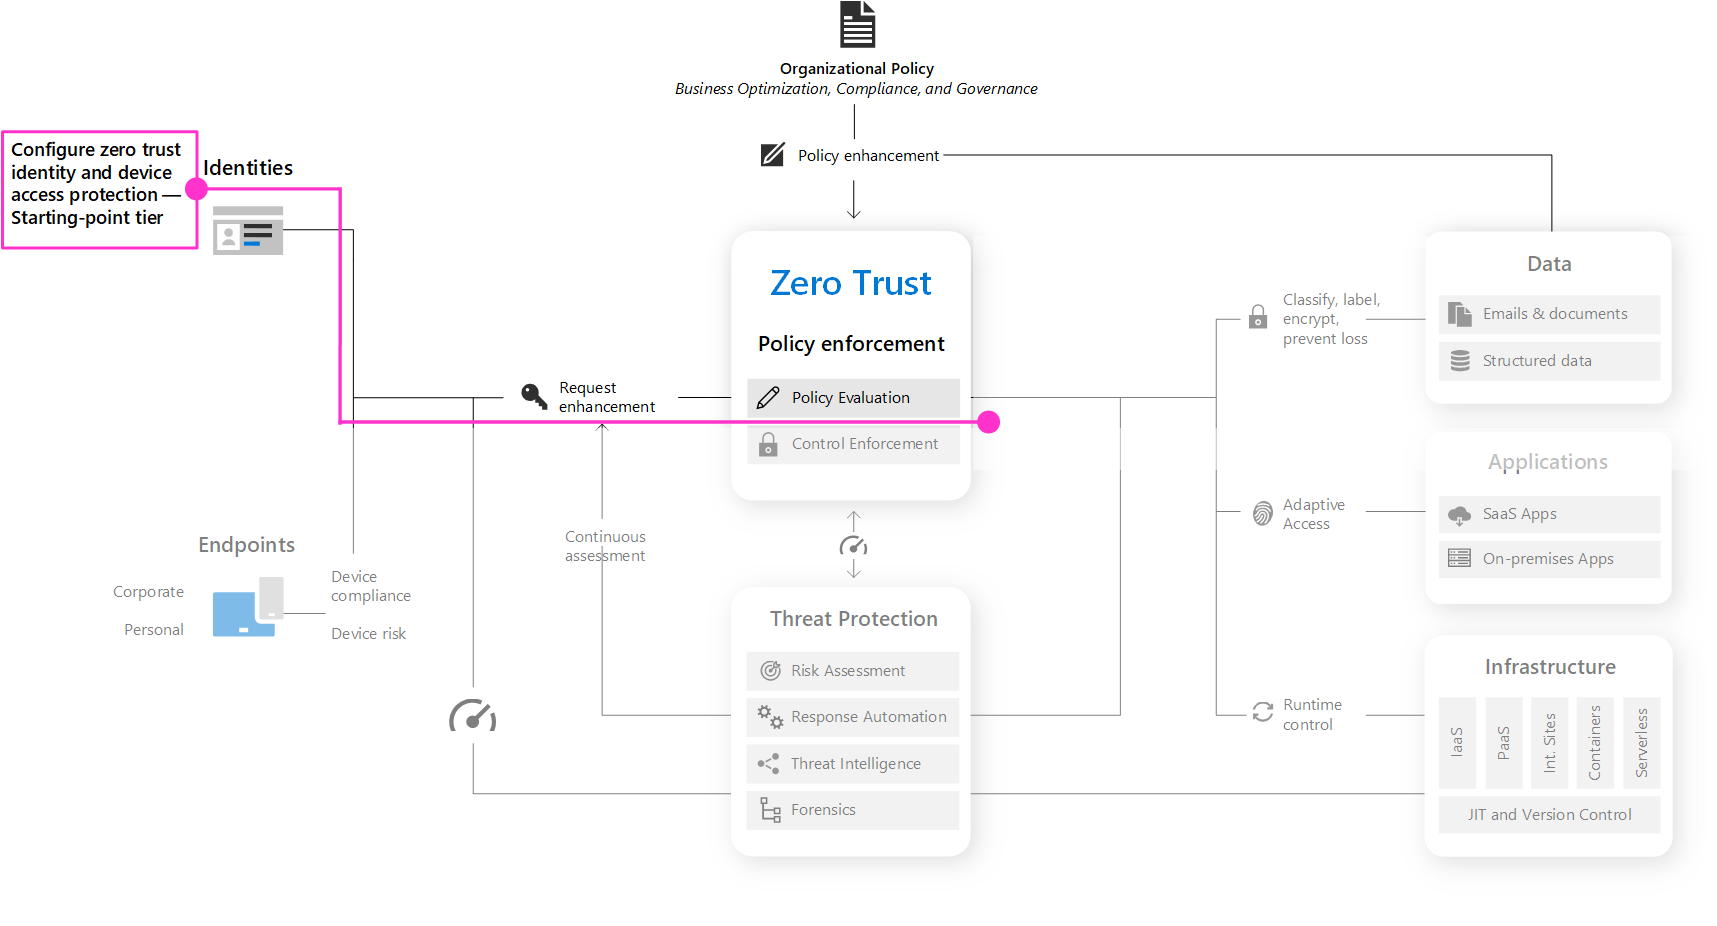 Organizational Policy
Business Optimization, Compliance, and Governance
Policy enhancement
Configure zero trust
identity and device
access protection —
Starting-point tier
Identities
Zero Trust
Policy enforcement
Policy Evaluation
Control Enforcement
Request
enhancement
Continuous
assessment
Endpoints
Corporate
Personal
Device
compliance
Device risk
Threat Protection
Risk Assessment
Response Automation
Threat Intelligence
Forensics
Classify, label,
encrypt,
prevent loss
Adaptive
Access
Runtime
control
Data
Emails & documents
Structured data
Applications
SaaS Apps
On-premises Apps
Infrastructure
IaaS
PaaS
Int. Sites
Containers
Serverless
JIT and Version Control